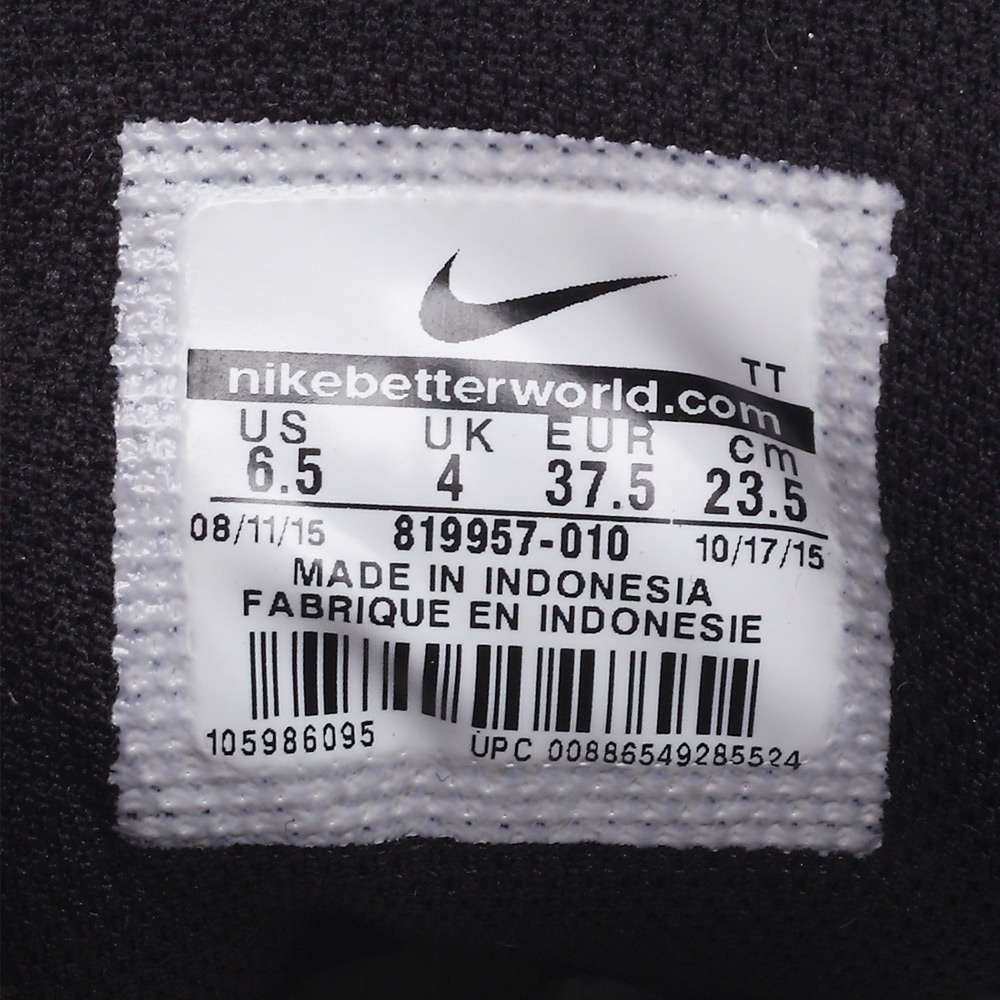 TT
nikebetterworld.com
US UK EUR cm
6.5 4 37.5 23.5
08/11/15 819957-010 10/17/15
MADE IN INDONESIA
FABRIQUE EN INDONESIE
105986095 UPC 00886549285524